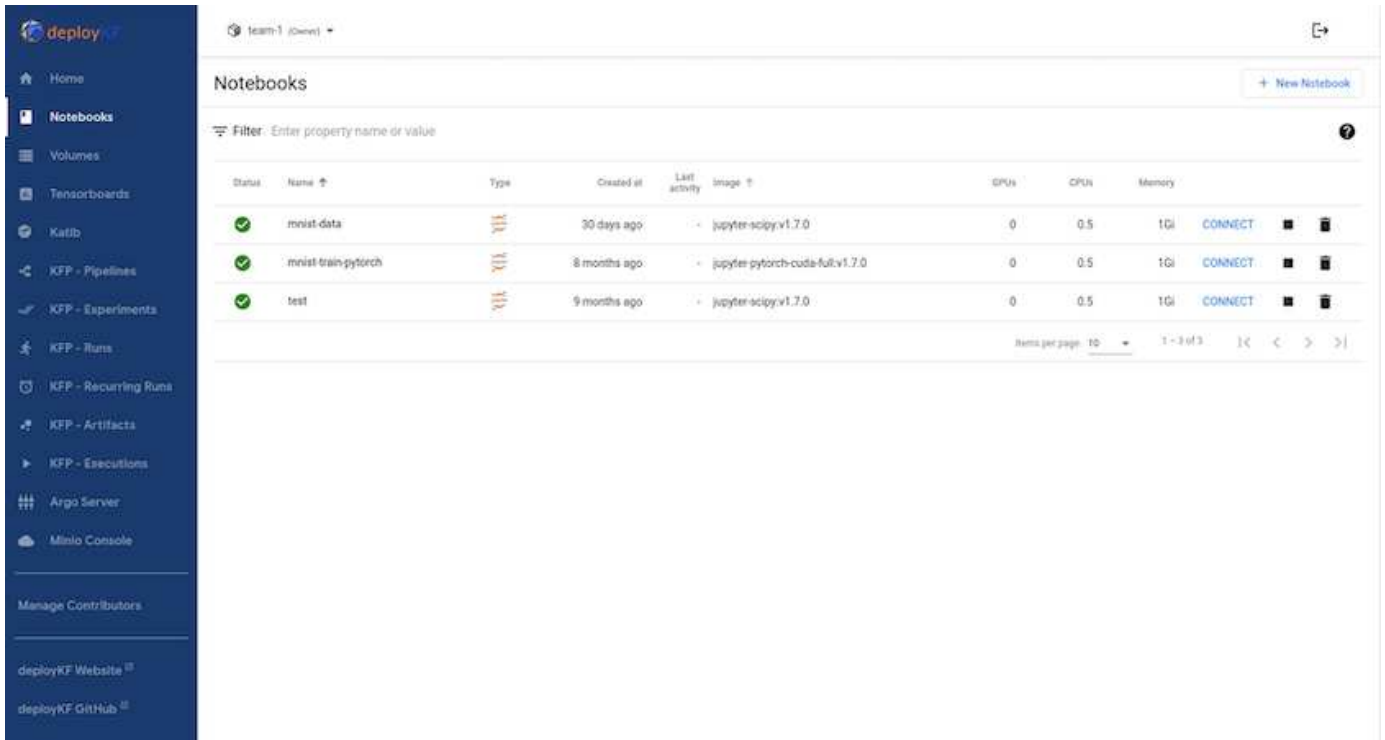 deployKF
team-1 (Owner)
Home
Notebooks
Volumes
Tensorboards
Katib
KFP - Pipelines
KFP - Experiments
KFP - Runs
KFP - Recurring Runs
KFP - Artifacts
KFP - Executions
Argo Server
Minio Console
Manage Contributors
deployKF Website
deployKF GitHub
Notebooks
+ New Notebook
Filter Enter property name or value
Status Name Type Created at Last activity Image GPUs CPUs Memory
mnist-data 30 days ago - jupyter-scipy:v1.7.0 0 0.5 1Gi CONNECT
mnist-train-pytorch 8 months ago - jupyter-pytorch-cuda-full:v1.7.0 0 0.5 1Gi CONNECT
test 9 months ago - jupyter-scipy:v1.7.0 0 0.5 1Gi CONNECT
Items per page: 10 1 - 3 of 3